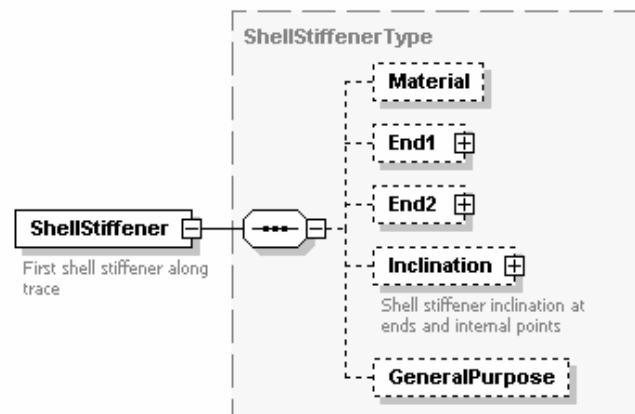 ShellStiffenerType
Material
End1
End2
ShellStiffener
First shell stiffener along
trace
Inclination
Shell stiffener inclination at
ends and internal points
GeneralPurpose